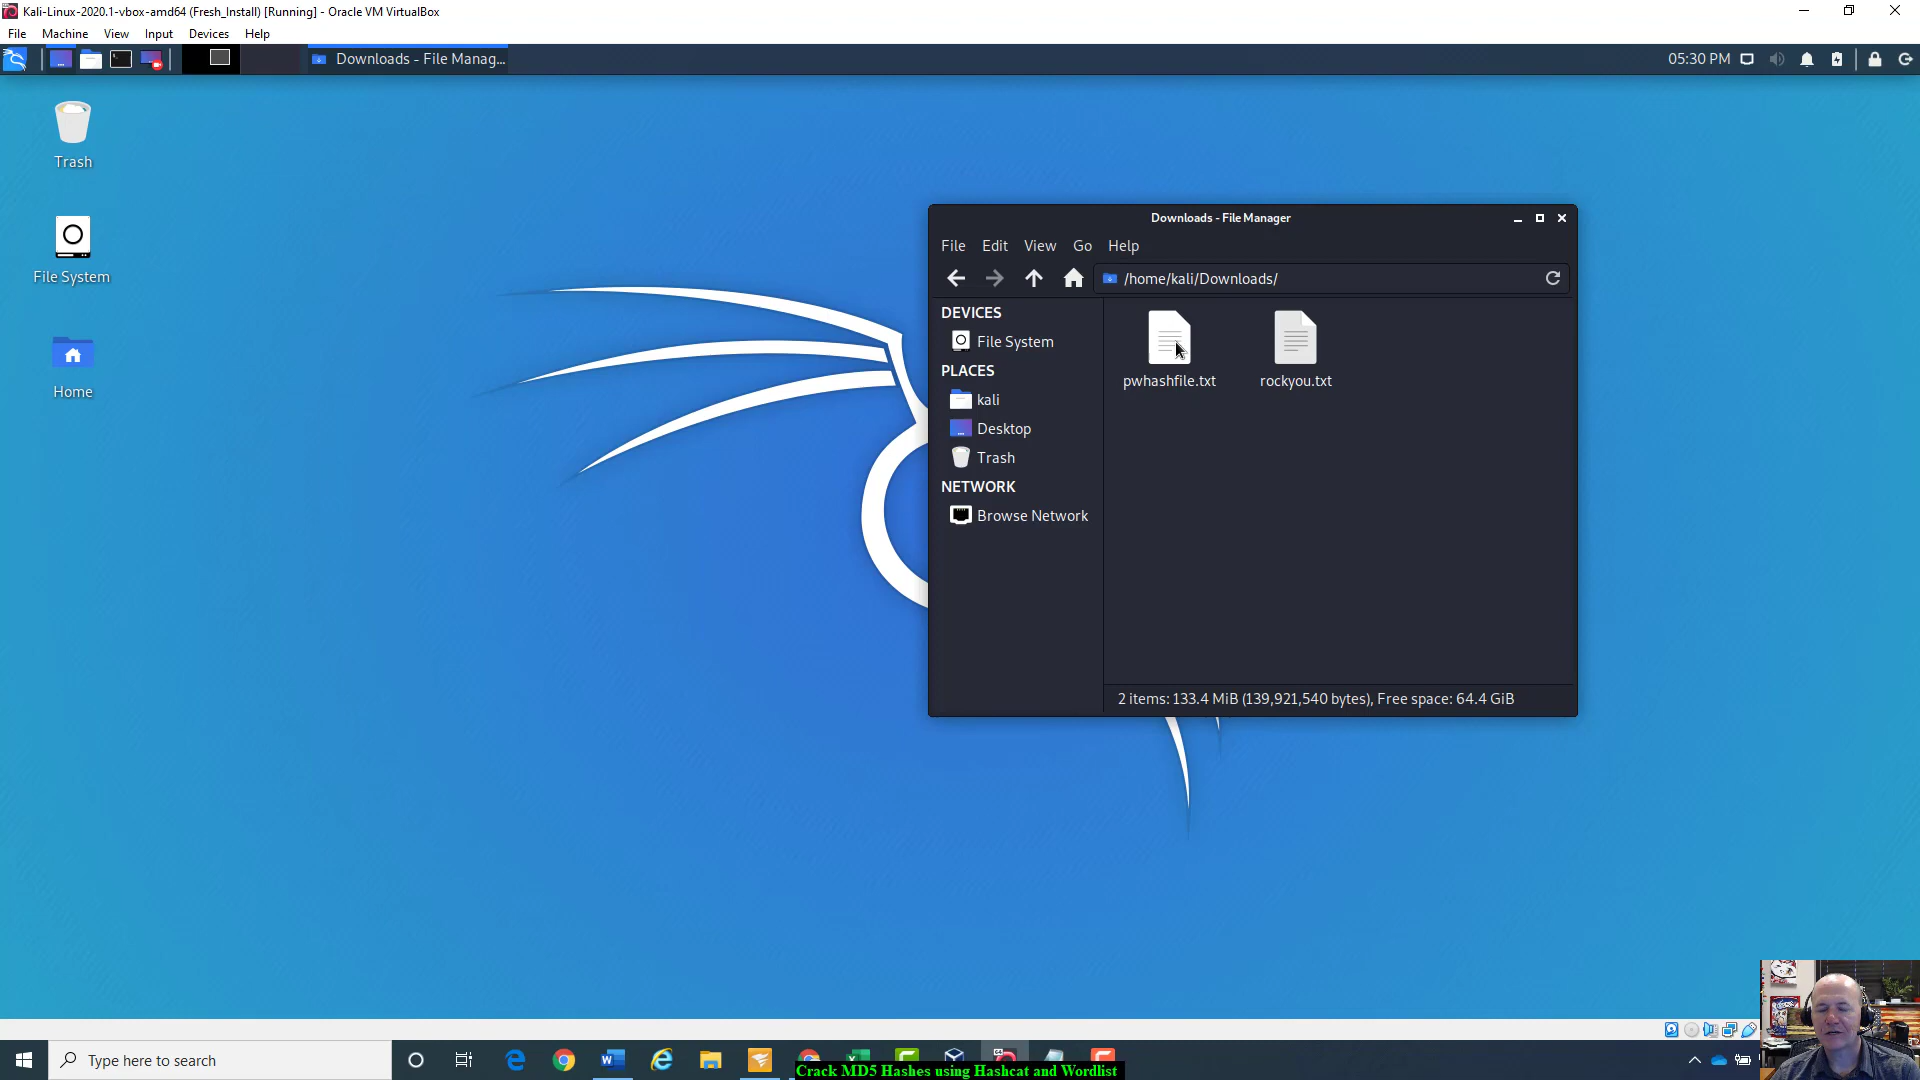 Kali-Linux-2020.1-vbox-amd64 (Fresh_Install) [Running] - Oracle VM VirtualBox
File Machine View Input Devices Help
Downloads - File Manag... 05:30 PM
Trash
File System
Home
Downloads - File Manager
File Edit View Go Help
/home/kali/Downloads/
DEVICES
File System
PLACES
kali
Desktop
Trash
NETWORK
Browse Network
pwhashfile.txt rockyou.txt
2 items: 133.4 MiB (139,921,540 bytes), Free space: 64.4 GiB
Type here to search
Crack MD5 Hashes using Hashcat and Wordlist